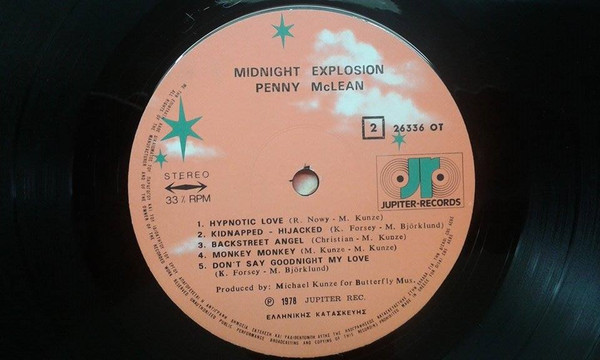 MIDNIGHT EXPLOSION
PENNY McLEAN
2 26336 OT
STEREO
33⅓ RPM
JR
JUPITER-RECORDS
1. HYPNOTIC LOVE (R. Nowy - M. Kunze)
2. KIDNAPPED - HIJACKED (K. Forsey - M. Björklund)
3. BACKSTREET ANGEL (Christian - M. Kunze)
4. MONKEY MONKEY (M. Kunze - M. Kunze)
5. DON'T SAY GOODNIGHT MY LOVE
(K. Forsey - M. Björklund)
Produced by: Michael Kunze for Butterfly Mus.
Ⓟ 1978 JUPITER REC.
ΕΛΛΗΝΙΚΗΣ ΚΑΤΑΣΚΕΥΗΣ